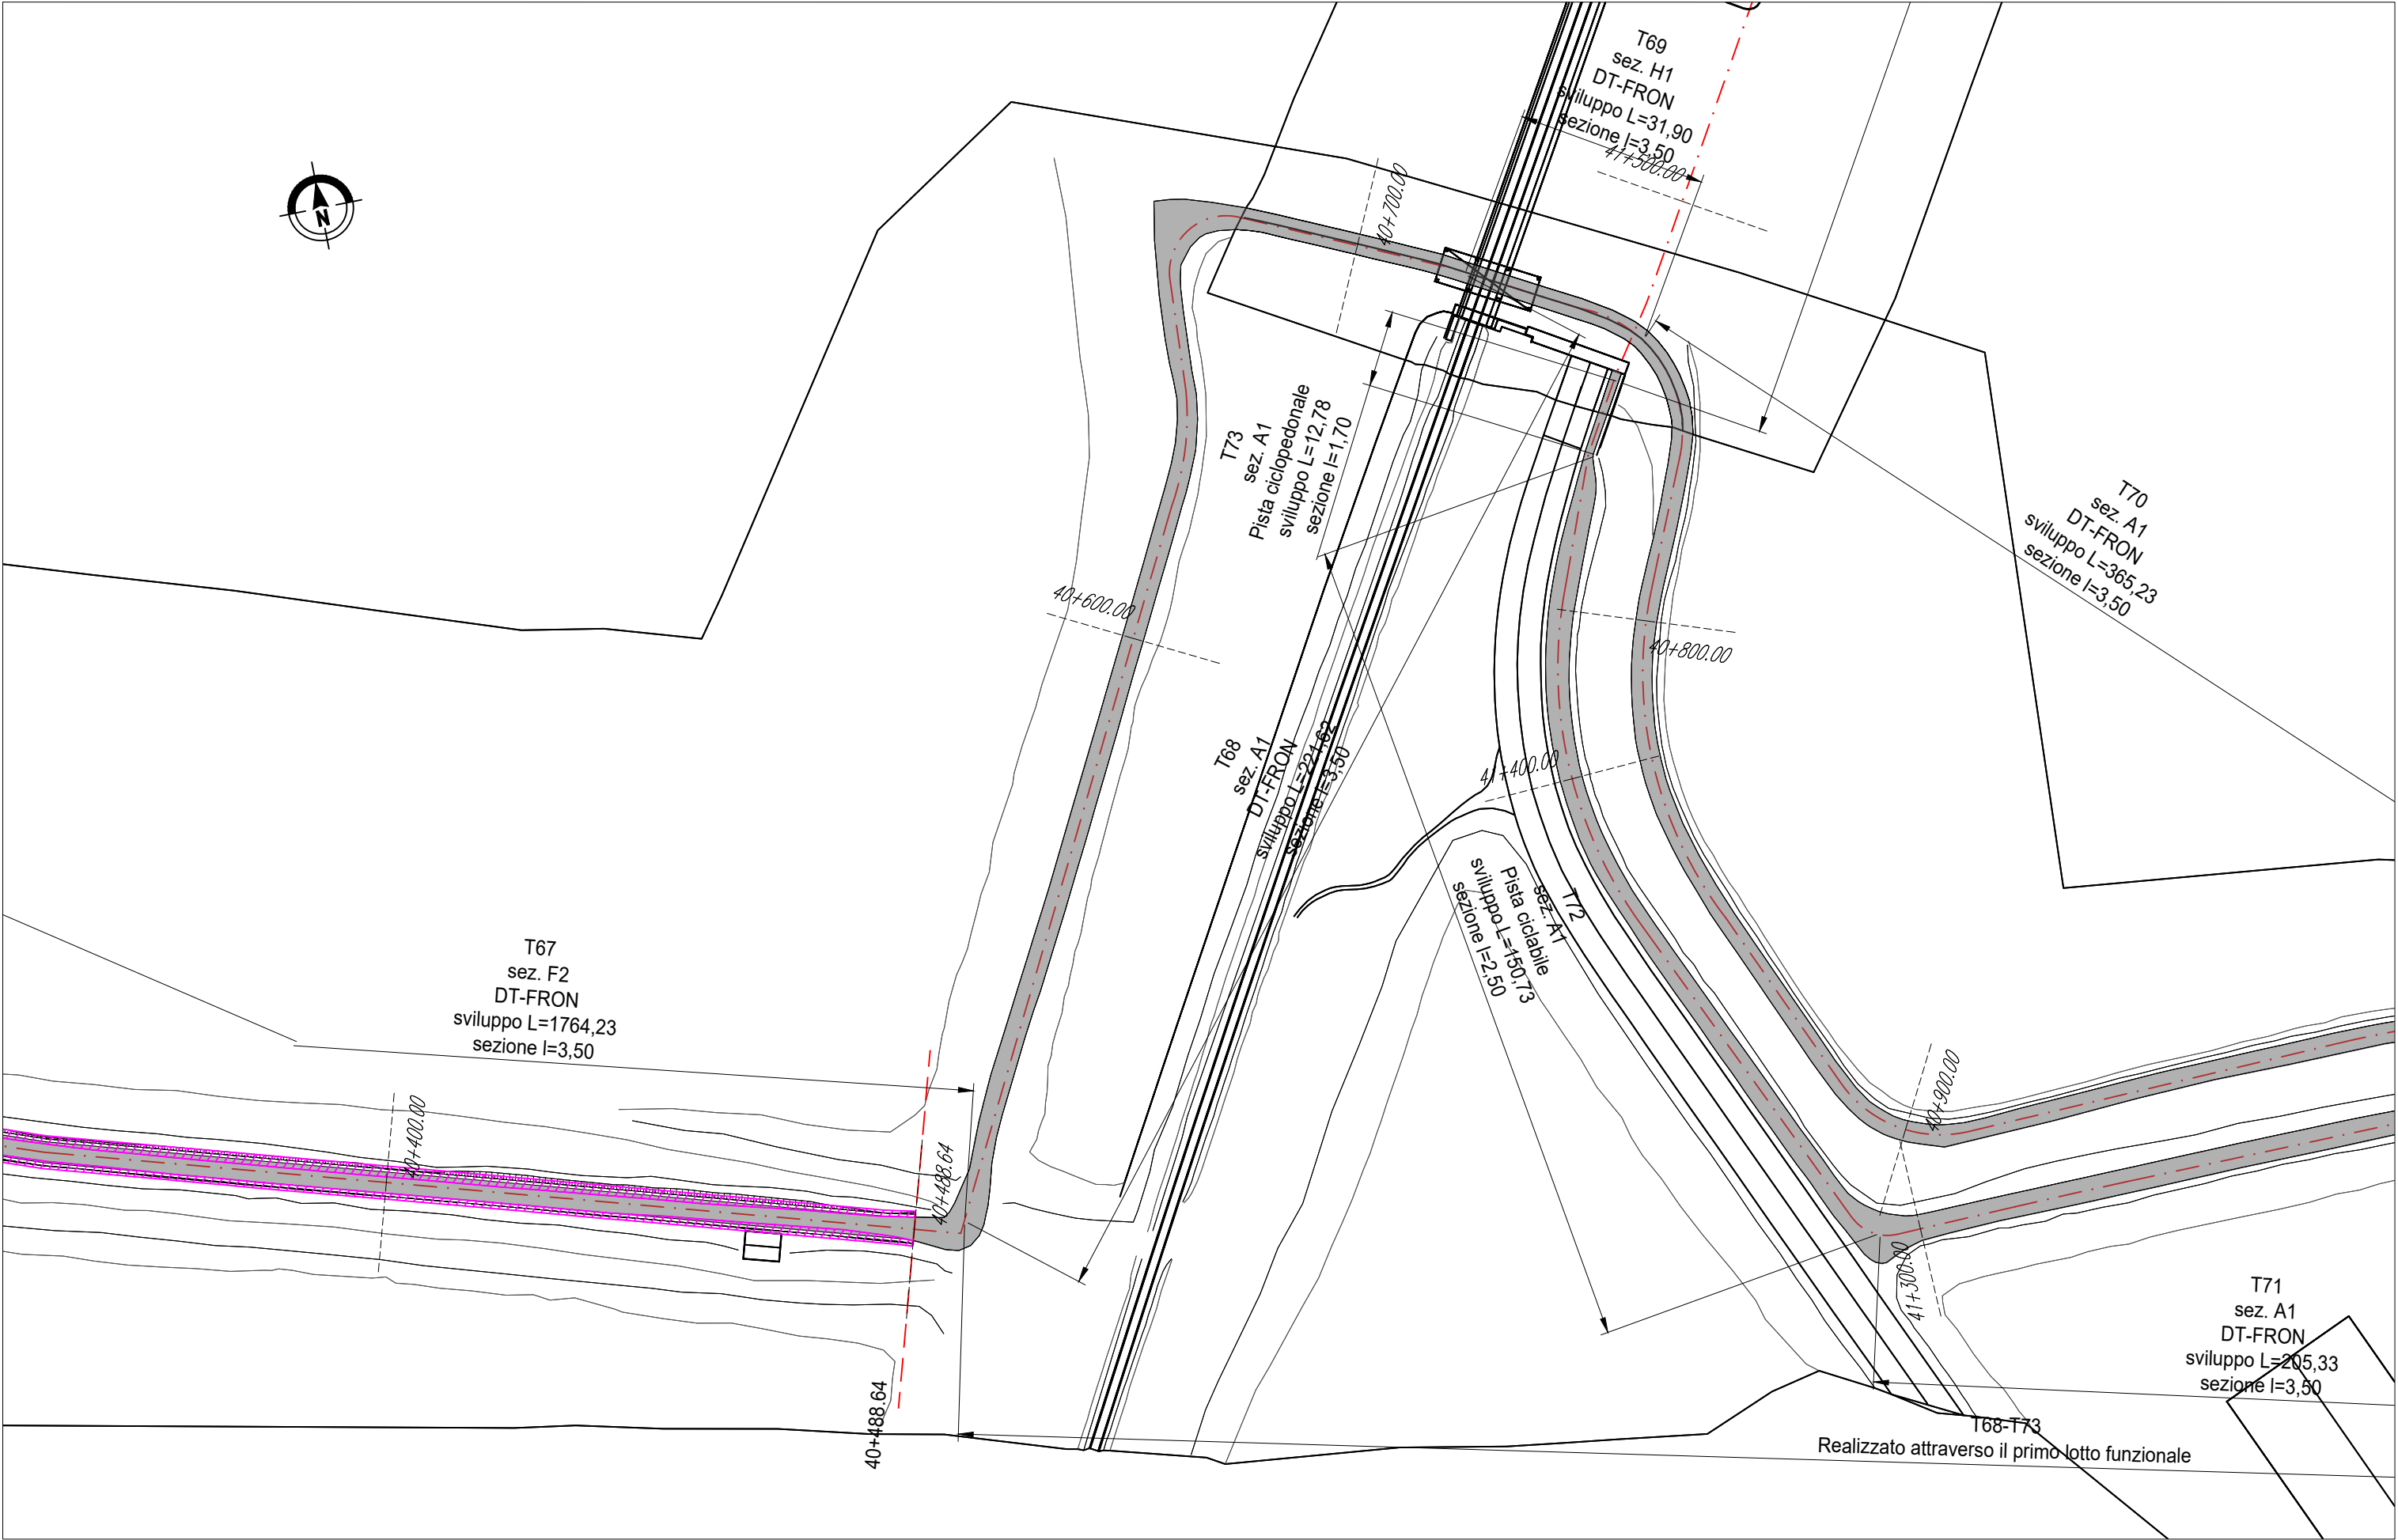 T69
sez. H1
DT-FRON
sviluppo L=31,90
sezione l=3,50
41+500.00
40+700.00
N
T73
sez. A1
Pista ciclopedonale
sviluppo L=12,78
sezione l=1,70
T70
sez. A1
DT-FRON
sviluppo L=365,23
sezione l=3,50
40+600.00
40+800.00
T68
sez. A1
DT-FRON
sviluppo L=221,62
sezione l=3,50
41+400.00
T72
sez. A1
Pista ciclabile
sviluppo L=150,73
sezione l=2,50
T67
sez. F2
DT-FRON
sviluppo L=1764,23
sezione l=3,50
40+400.00
40+488.64
40+900.00
41+300.00
T71
sez. A1
DT-FRON
sviluppo L=205,33
sezione l=3,50
40+488.64
T68-T73
Realizzato attraverso il primo lotto funzionale